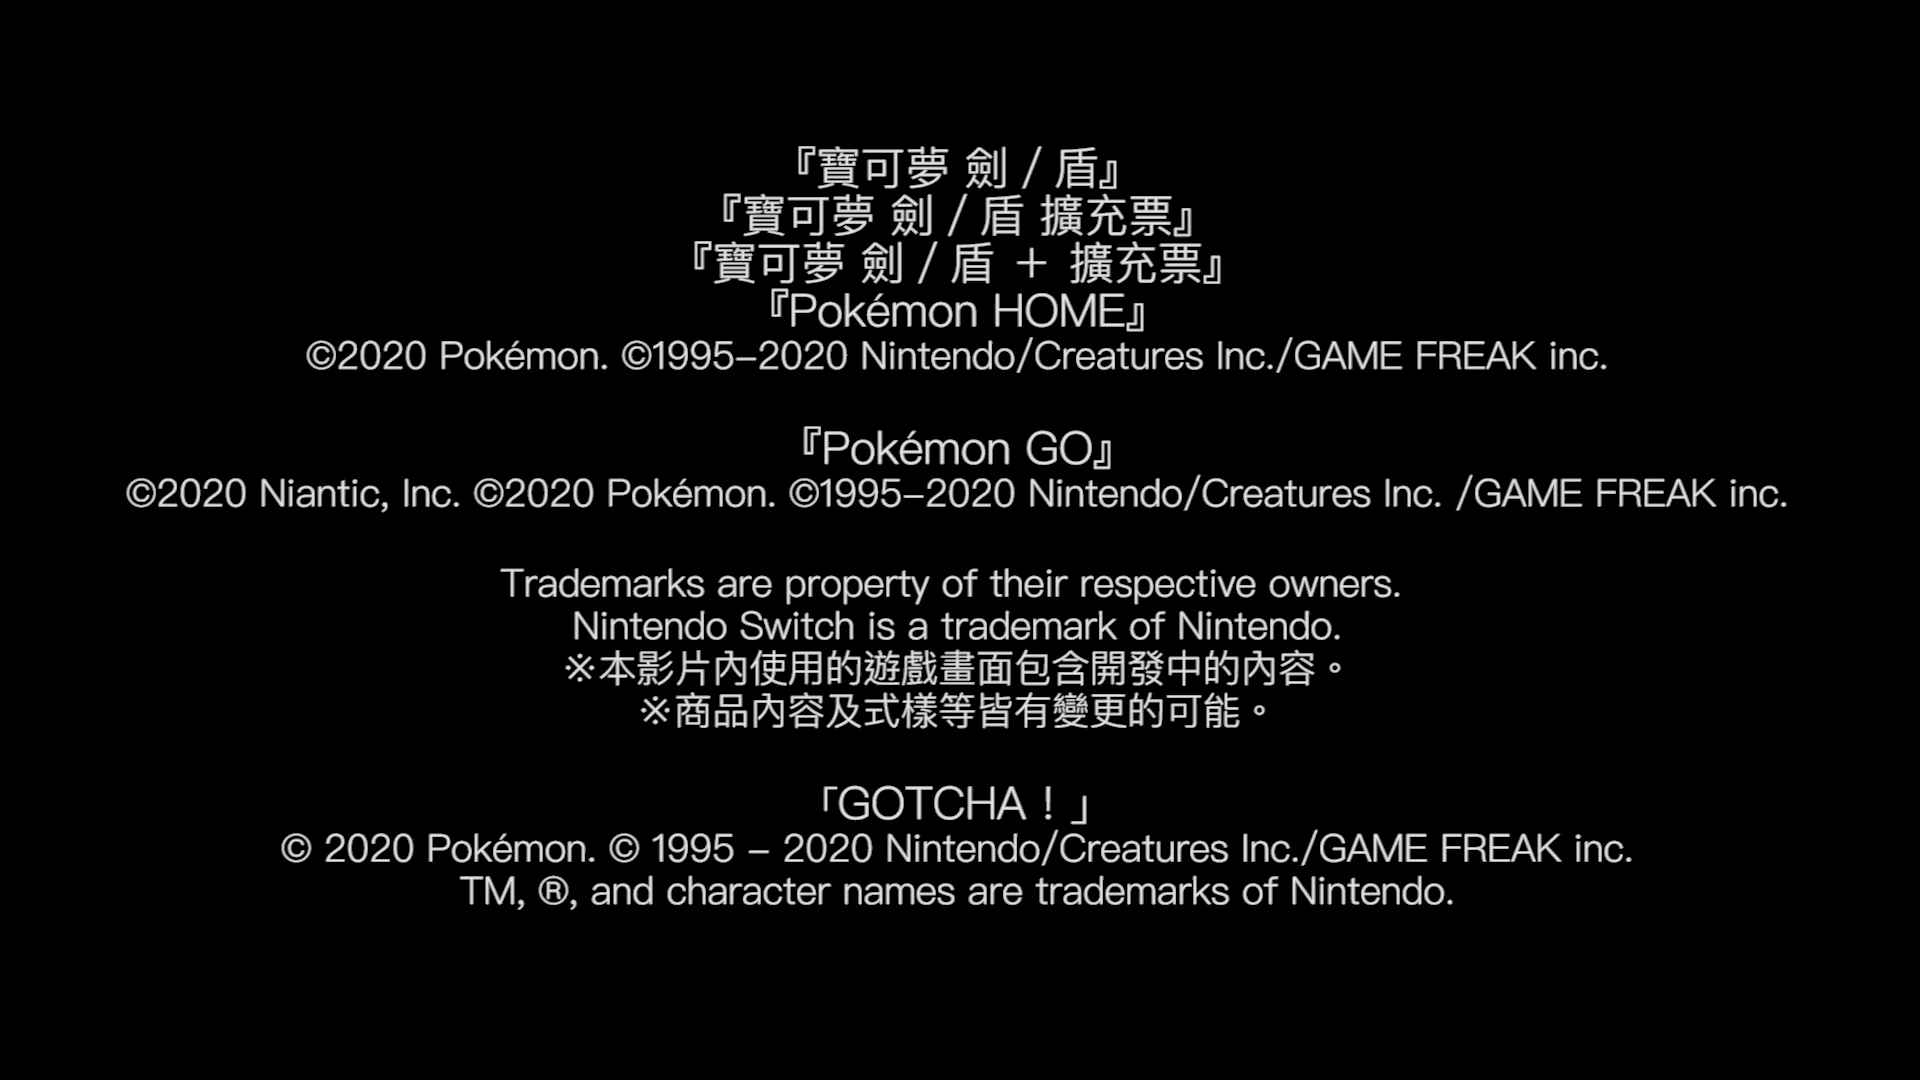 『寶可夢 劍 / 盾』
『寶可夢 劍 / 盾 擴充票』
『寶可夢 劍 / 盾 ＋ 擴充票』
『Pokémon HOME』
©2020 Pokémon. ©1995–2020 Nintendo/Creatures Inc./GAME FREAK inc.
『Pokémon GO』
©2020 Niantic, Inc. ©2020 Pokémon. ©1995–2020 Nintendo/Creatures Inc. /GAME FREAK inc.
Trademarks are property of their respective owners.
Nintendo Switch is a trademark of Nintendo.
※本影片內使用的遊戲畫面包含開發中的內容。
※商品內容及式樣等皆有變更的可能。
「GOTCHA！」
© 2020 Pokémon. © 1995 – 2020 Nintendo/Creatures Inc./GAME FREAK inc.
TM, ®, and character names are trademarks of Nintendo.